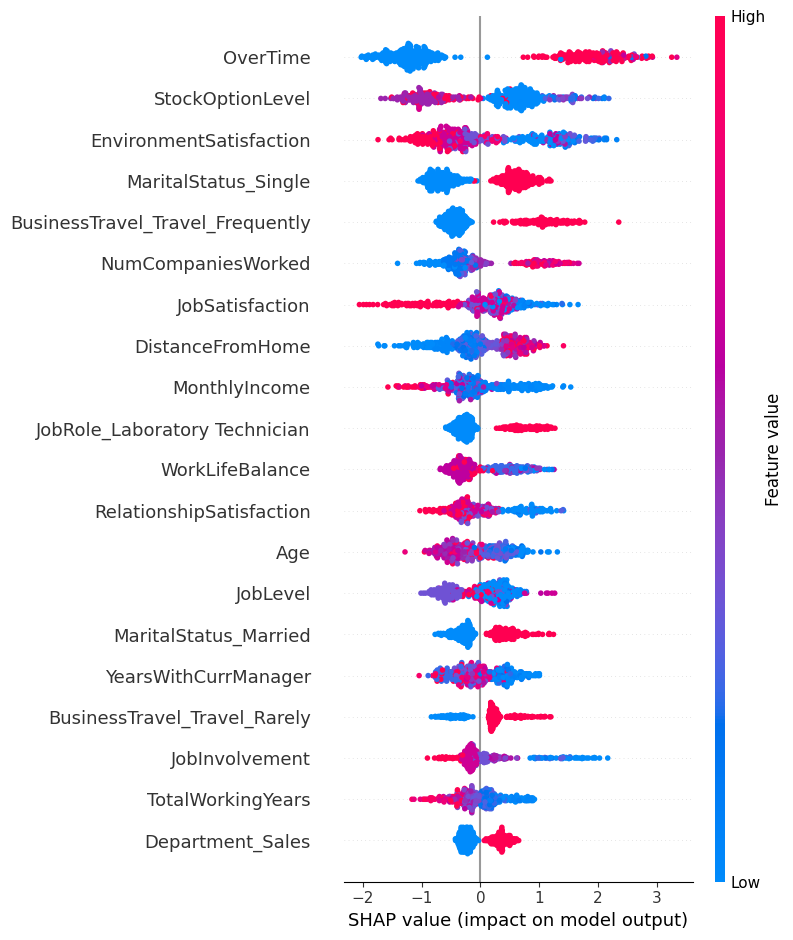 High
OverTime
StockOptionLevel
EnvironmentSatisfaction
MaritalStatus_Single
BusinessTravel_Travel_Frequently
NumCompaniesWorked
JobSatisfaction
DistanceFromHome
MonthlyIncome
JobRole_Laboratory Technician
WorkLifeBalance
RelationshipSatisfaction
Age
JobLevel
MaritalStatus_Married
YearsWithCurrManager
BusinessTravel_Travel_Rarely
JobInvolvement
TotalWorkingYears
Department_Sales
Feature value
Low
−2 −1 0 1 2 3
SHAP value (impact on model output)